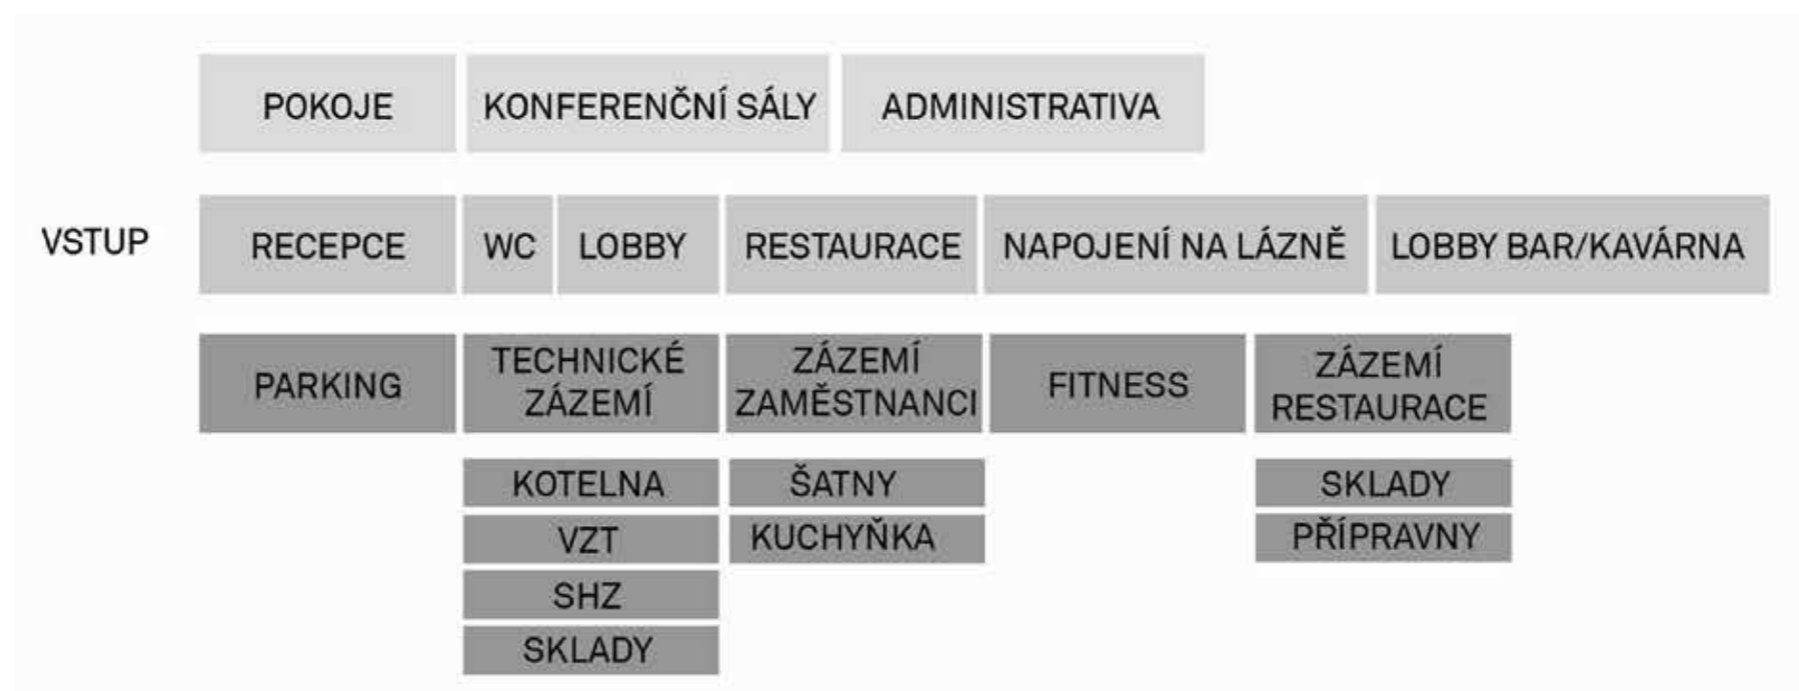 POKOJE KONFERENČNÍ SÁLY ADMINISTRATIVA
VSTUP RECEPCE WC LOBBY RESTAURACE NAPOJENÍ NA LÁZNĚ LOBBY BAR/KAVÁRNA
PARKING
TECHNICKÉ
ZÁZEMÍ
ZÁZEMÍ
ZAMĚSTNANCI
FITNESS
ZÁZEMÍ
RESTAURACE
KOTELNA
VZT
SHZ
SKLADY
ŠATNY
KUCHYŇKA
SKLADY
PŘÍPRAVNY